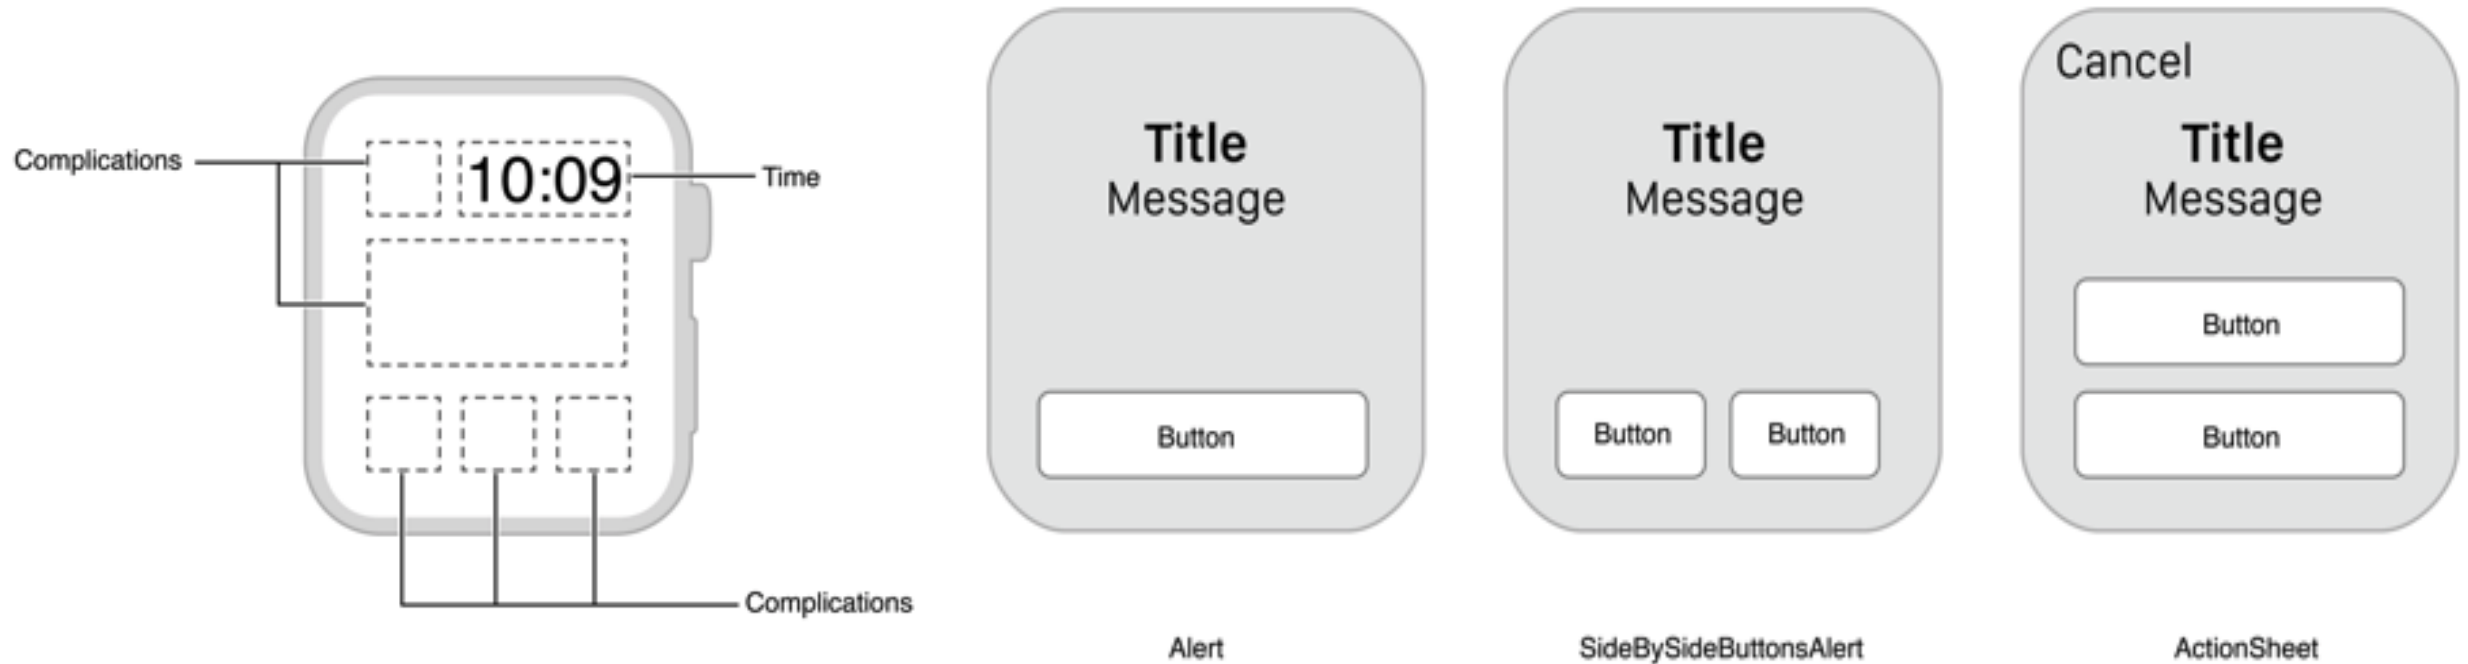 Complications
10:09
Time
Complications
Title
Message
Button
Alert
Title
Message
Button
Button
SideBySideButtonsAlert
Cancel
Title
Message
Button
Button
ActionSheet